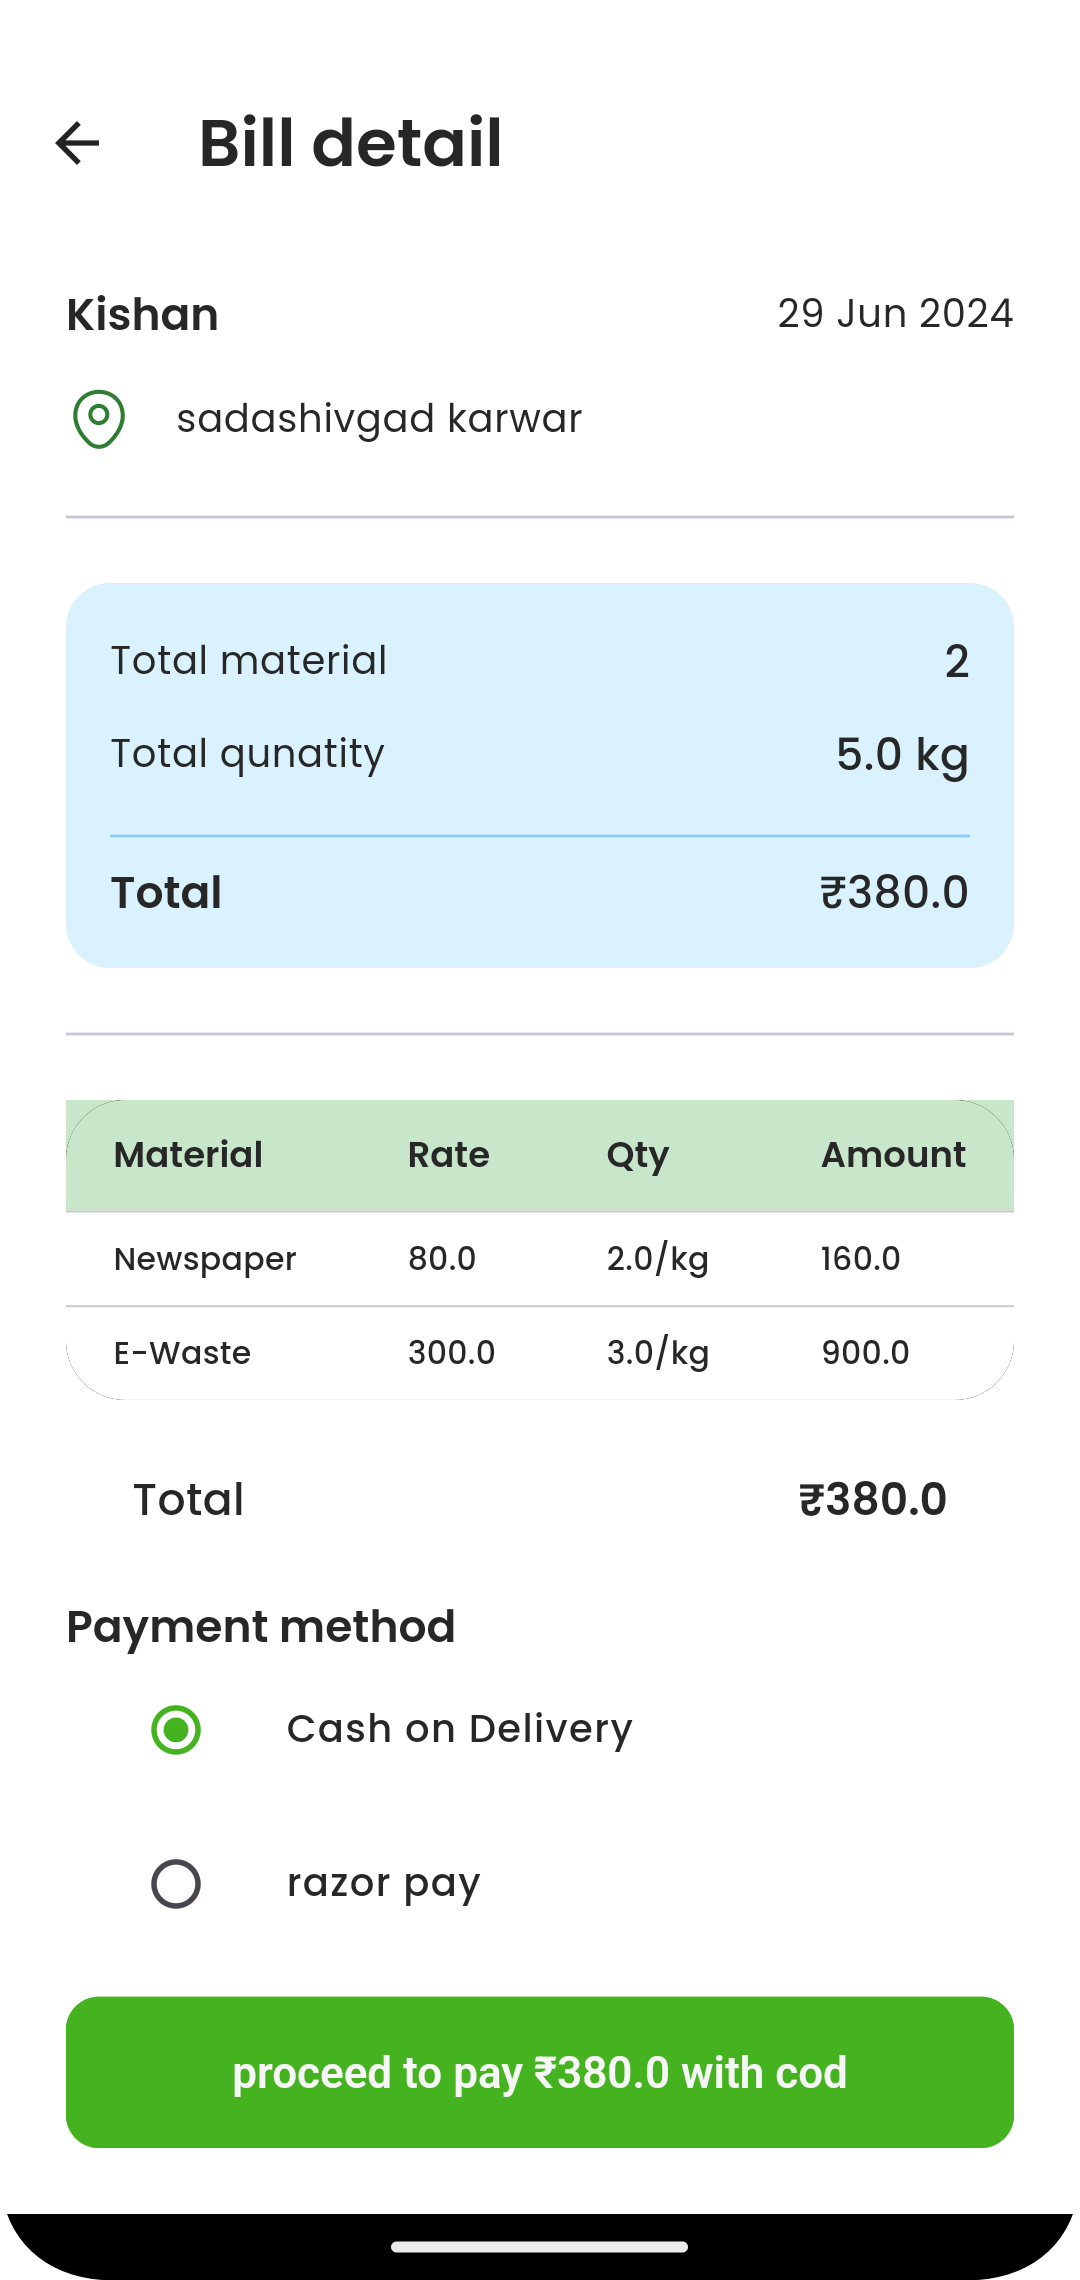 Bill detail
Kishan 29 Jun 2024
sadashivgad karwar
Total material 2
Total qunatity 5.0 kg
Total ₹380.0
Material Rate Qty Amount
Newspaper 80.0 2.0/kg 160.0
E-Waste 300.0 3.0/kg 900.0
Total ₹380.0
Payment method
Cash on Delivery
razor pay
proceed to pay ₹380.0 with cod